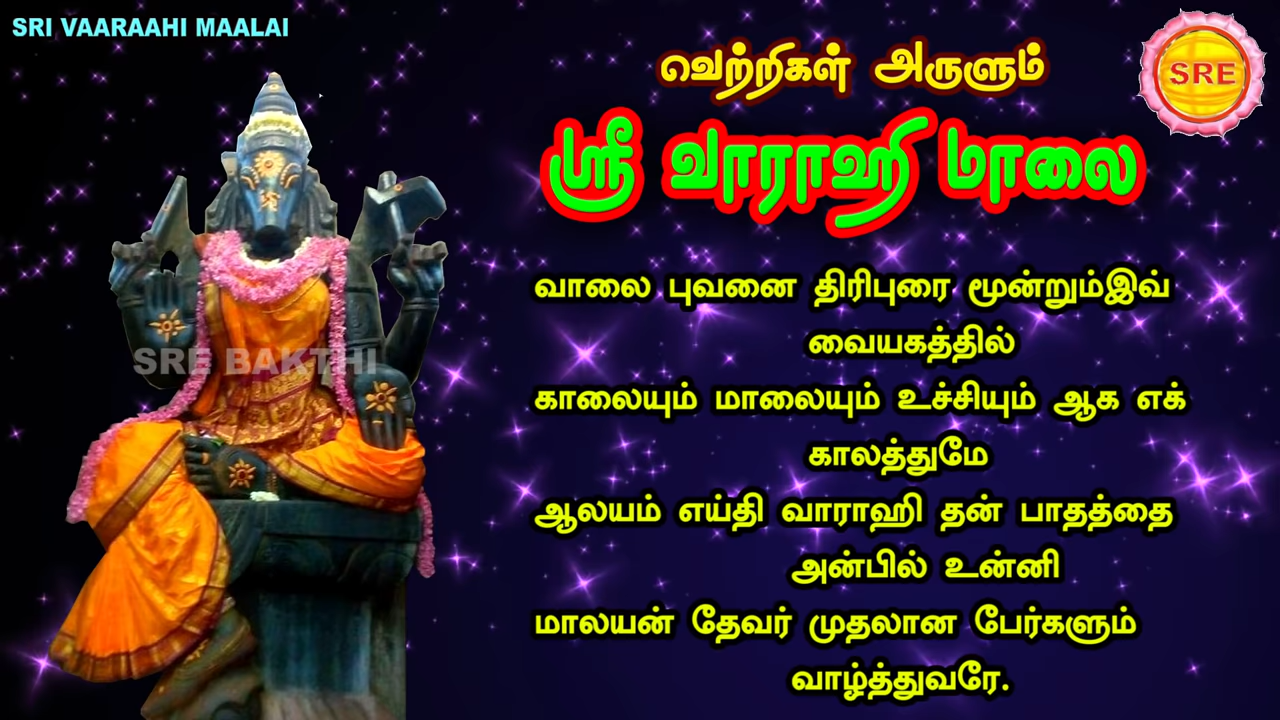 SRI VAARAAHI MAALAI
SRE
வெற்றிகள் அருளும்
ஸ்ரீ வாராஹி மாலை
வாலை புவனை திரிபுரை மூன்றும்இவ்
வையகத்தில்
காலையும் மாலையும் உச்சியும் ஆக எக்
காலத்துமே
ஆலயம் எய்தி வாராஹி தன் பாதத்தை
அன்பில் உன்னி
மாலயன் தேவர் முதலான பேர்களும்
வாழ்த்துவரே.
SRE BAKTHI